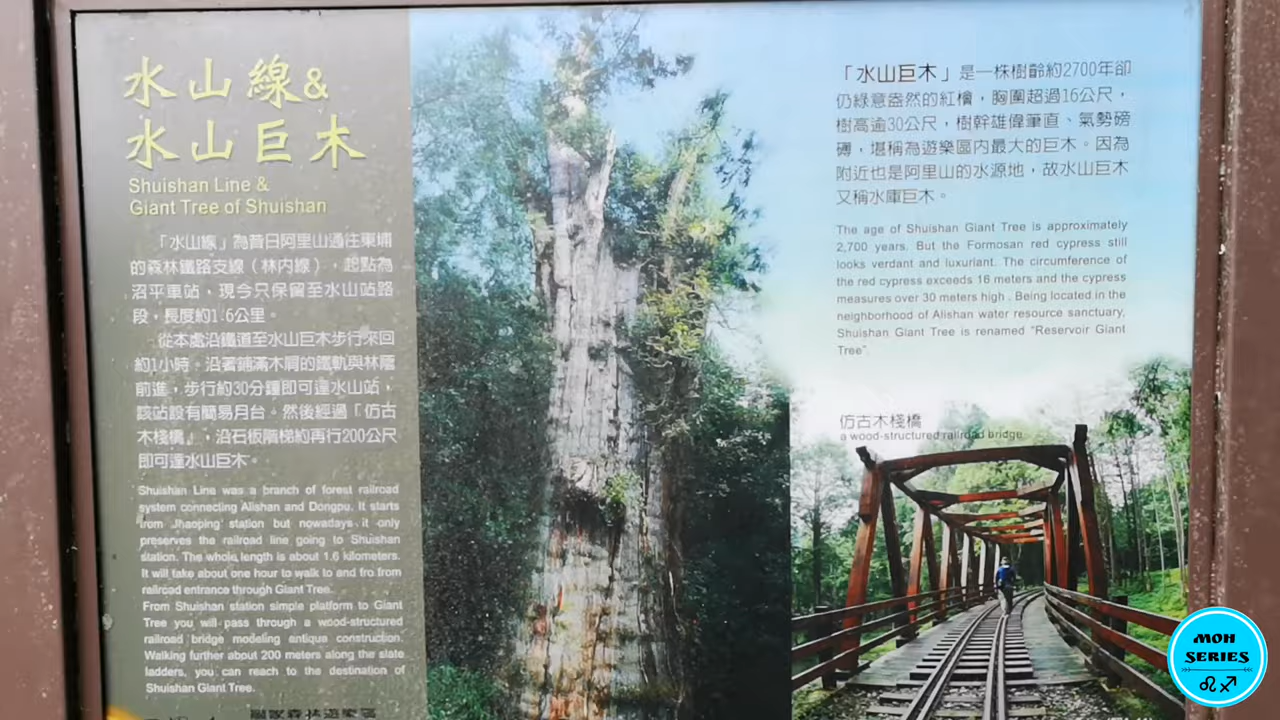 水山線&
水山巨木
Shuishan Line &
Giant Tree of Shuishan
「水山線」為昔日阿里山通往東埔
的森林鐵路支線（林內線），起點為
沼平車站，現今只保留至水山站路
段，長度約1.6公里。
從本處沿鐵道至水山巨木步行來回
約1小時。沿著鋪滿木屑的鐵軌與林蔭
前進，步行約30分鐘即可達水山站，
該站設有簡易月台。然後經過「仿古
木棧橋」，沿石板階梯約再行200公尺
即可達水山巨木。
Shuishan Line was a branch of forest railroad
system connecting Alishan and Dongpu. It starts
from 'Jhaoping' station but nowadays it only
preserves the railroad line going to Shuishan
station. The whole length is about 1.6 kilometers.
It will take about one hour to walk to and fro from
railroad entrance through Giant Tree.
From Shuishan station simple platform to Giant
Tree you will pass through a wood-structured
railroad bridge modeling antique construction.
Walking further about 200 meters along the slate
ladders, you can reach to the destination of
Shuishan Giant Tree.
「水山巨木」是一株樹齡約2700年卻
仍綠意盎然的紅檜，胸圍超過16公尺，
樹高逾30公尺，樹幹雄偉筆直、氣勢磅
礡，堪稱為遊樂區內最大的巨木。因為
附近也是阿里山的水源地，故水山巨木
又稱水庫巨木。
The age of Shuishan Giant Tree is approximately
2,700 years. But the Formosan red cypress still
looks verdant and luxuriant. The circumference of
the red cypress exceeds 16 meters and the cypress
measures over 30 meters high . Being located in the
neighborhood of Alishan water resource sanctuary,
Shuishan Giant Tree is renamed "Reservoir Giant
Tree".
仿古木棧橋
a wood-structured railroad bridge
MOH
SERIES
♌♐